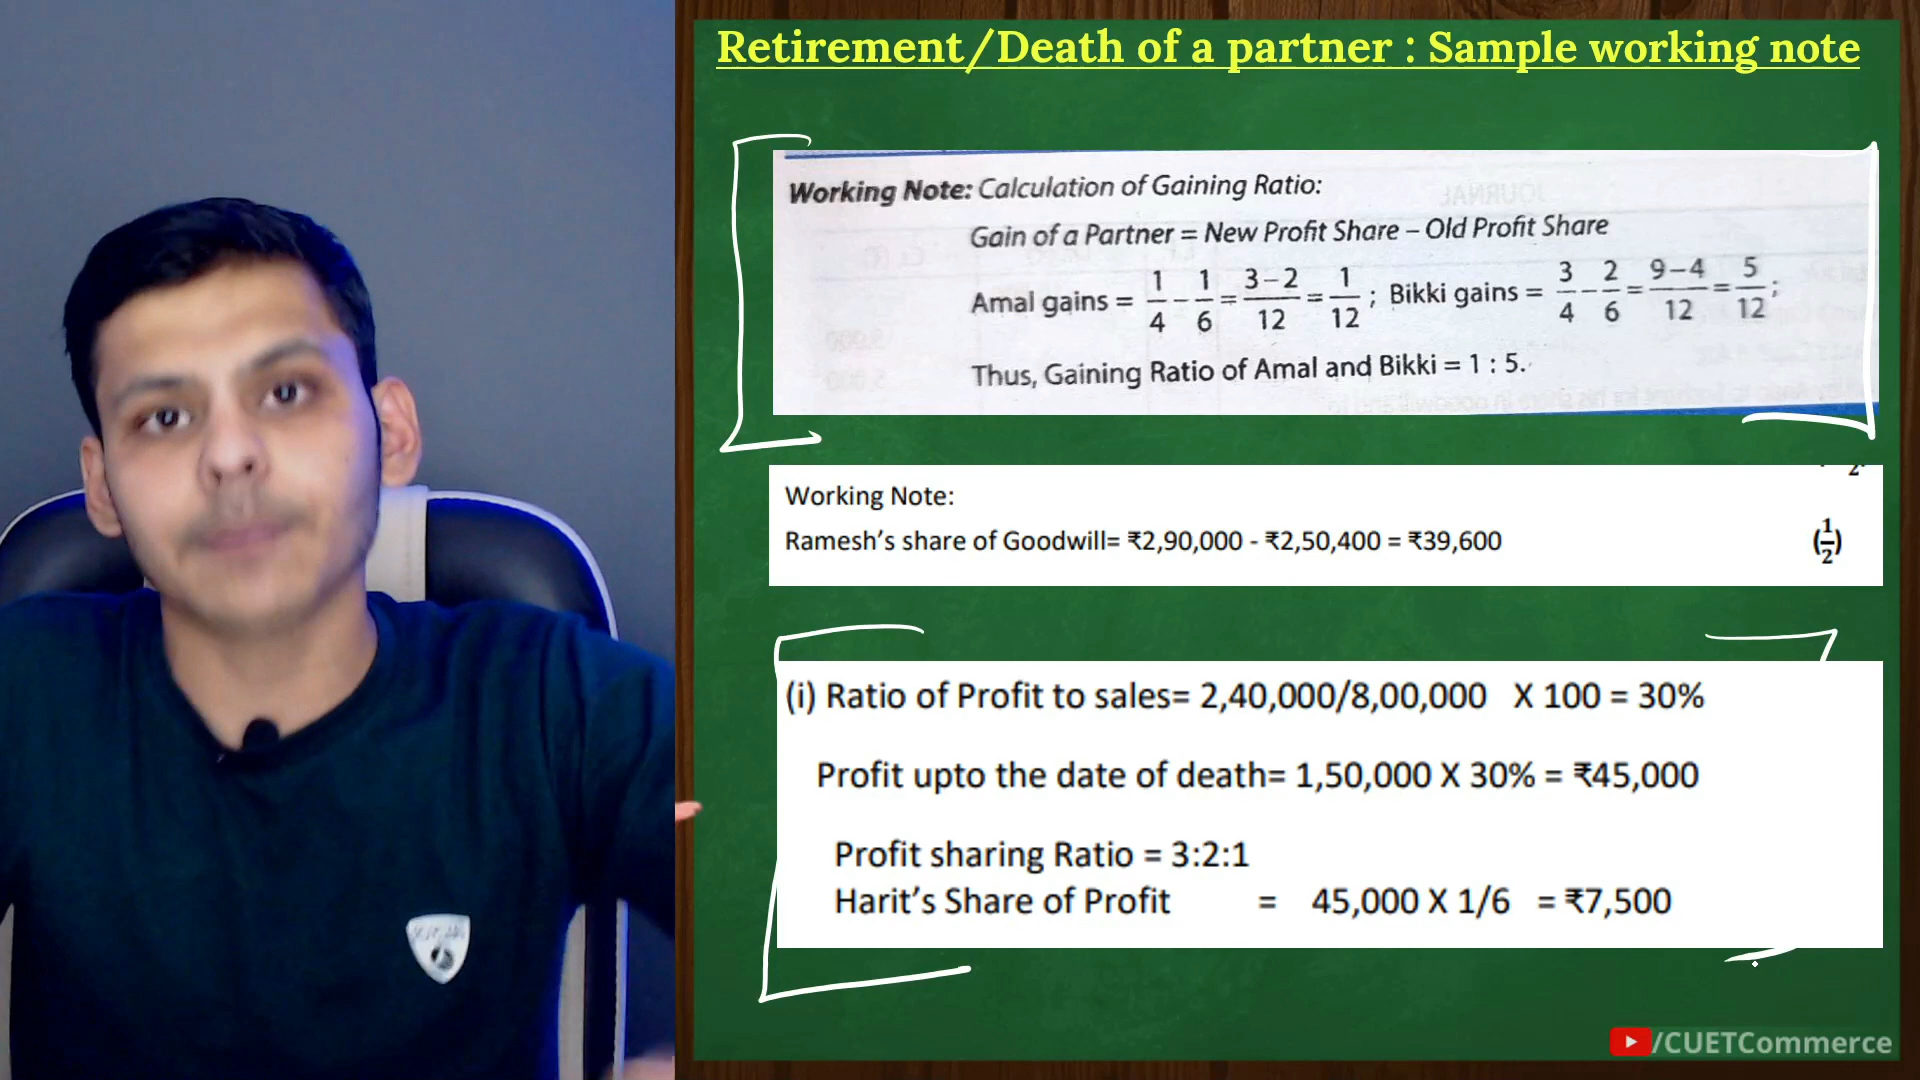 Retirement/Death of a partner : Sample working note
Working Note: Calculation of Gaining Ratio:
Gain of a Partner = New Profit Share – Old Profit Share
Amal gains = 1/4 – 1/6 = 3–2/12 = 1/12 ; Bikki gains = 3/4 – 2/6 = 9–4/12 = 5/12 ;
Thus, Gaining Ratio of Amal and Bikki = 1 : 5.
Working Note:
Ramesh's share of Goodwill= ₹2,90,000 - ₹2,50,400 = ₹39,600 (1/2)
(i) Ratio of Profit to sales= 2,40,000/8,00,000 X 100 = 30%
Profit upto the date of death= 1,50,000 X 30% = ₹45,000
Profit sharing Ratio = 3:2:1
Harit's Share of Profit = 45,000 X 1/6 = ₹7,500
/CUETCommerce